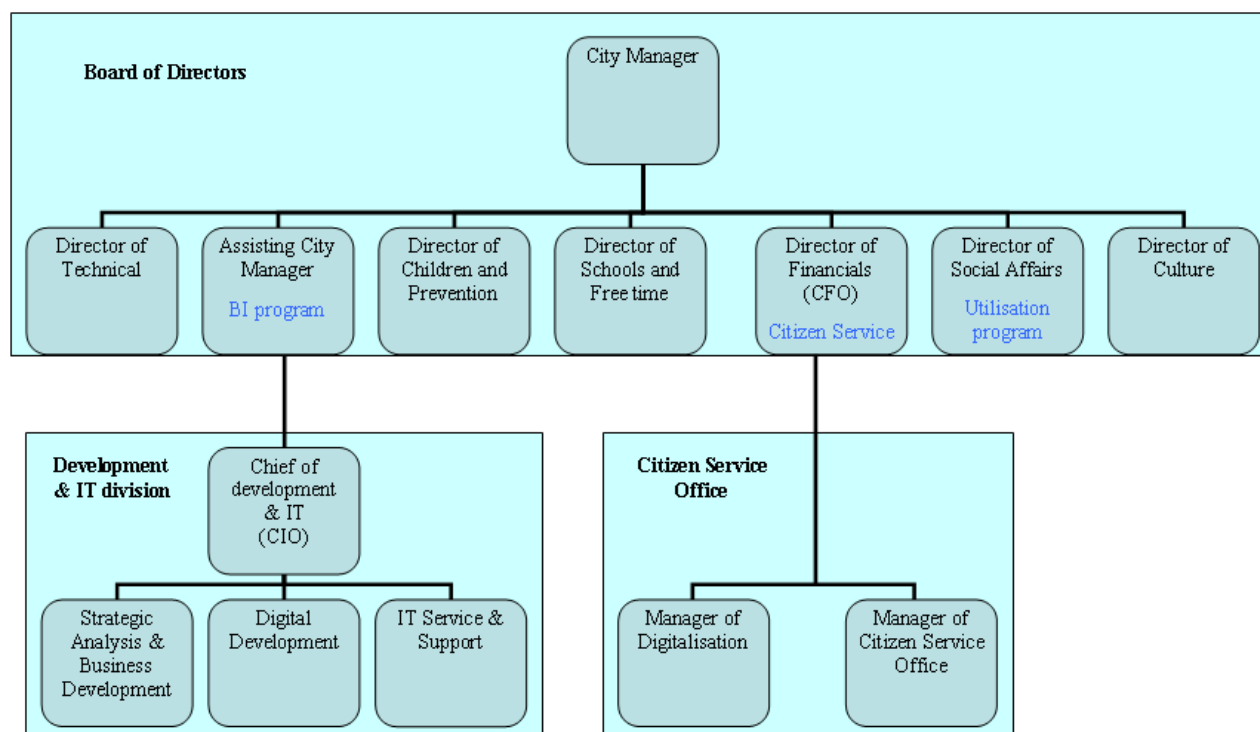 Board of Directors
City Manager
Director of
Technical
Assisting City
Manager
BI program
Director of
Children and
Prevention
Director of
Schools and
Free time
Director of
Financials
(CFO)
Citizen Service
Director of
Social Affairs
Utilisation
program
Director of
Culture
Development
& IT division
Chief of
development
& IT
(CIO)
Strategic
Analysis &
Business
Development
Digital
Development
IT Service &
Support
Citizen Service
Office
Manager of
Digitalisation
Manager of
Citizen Service
Office